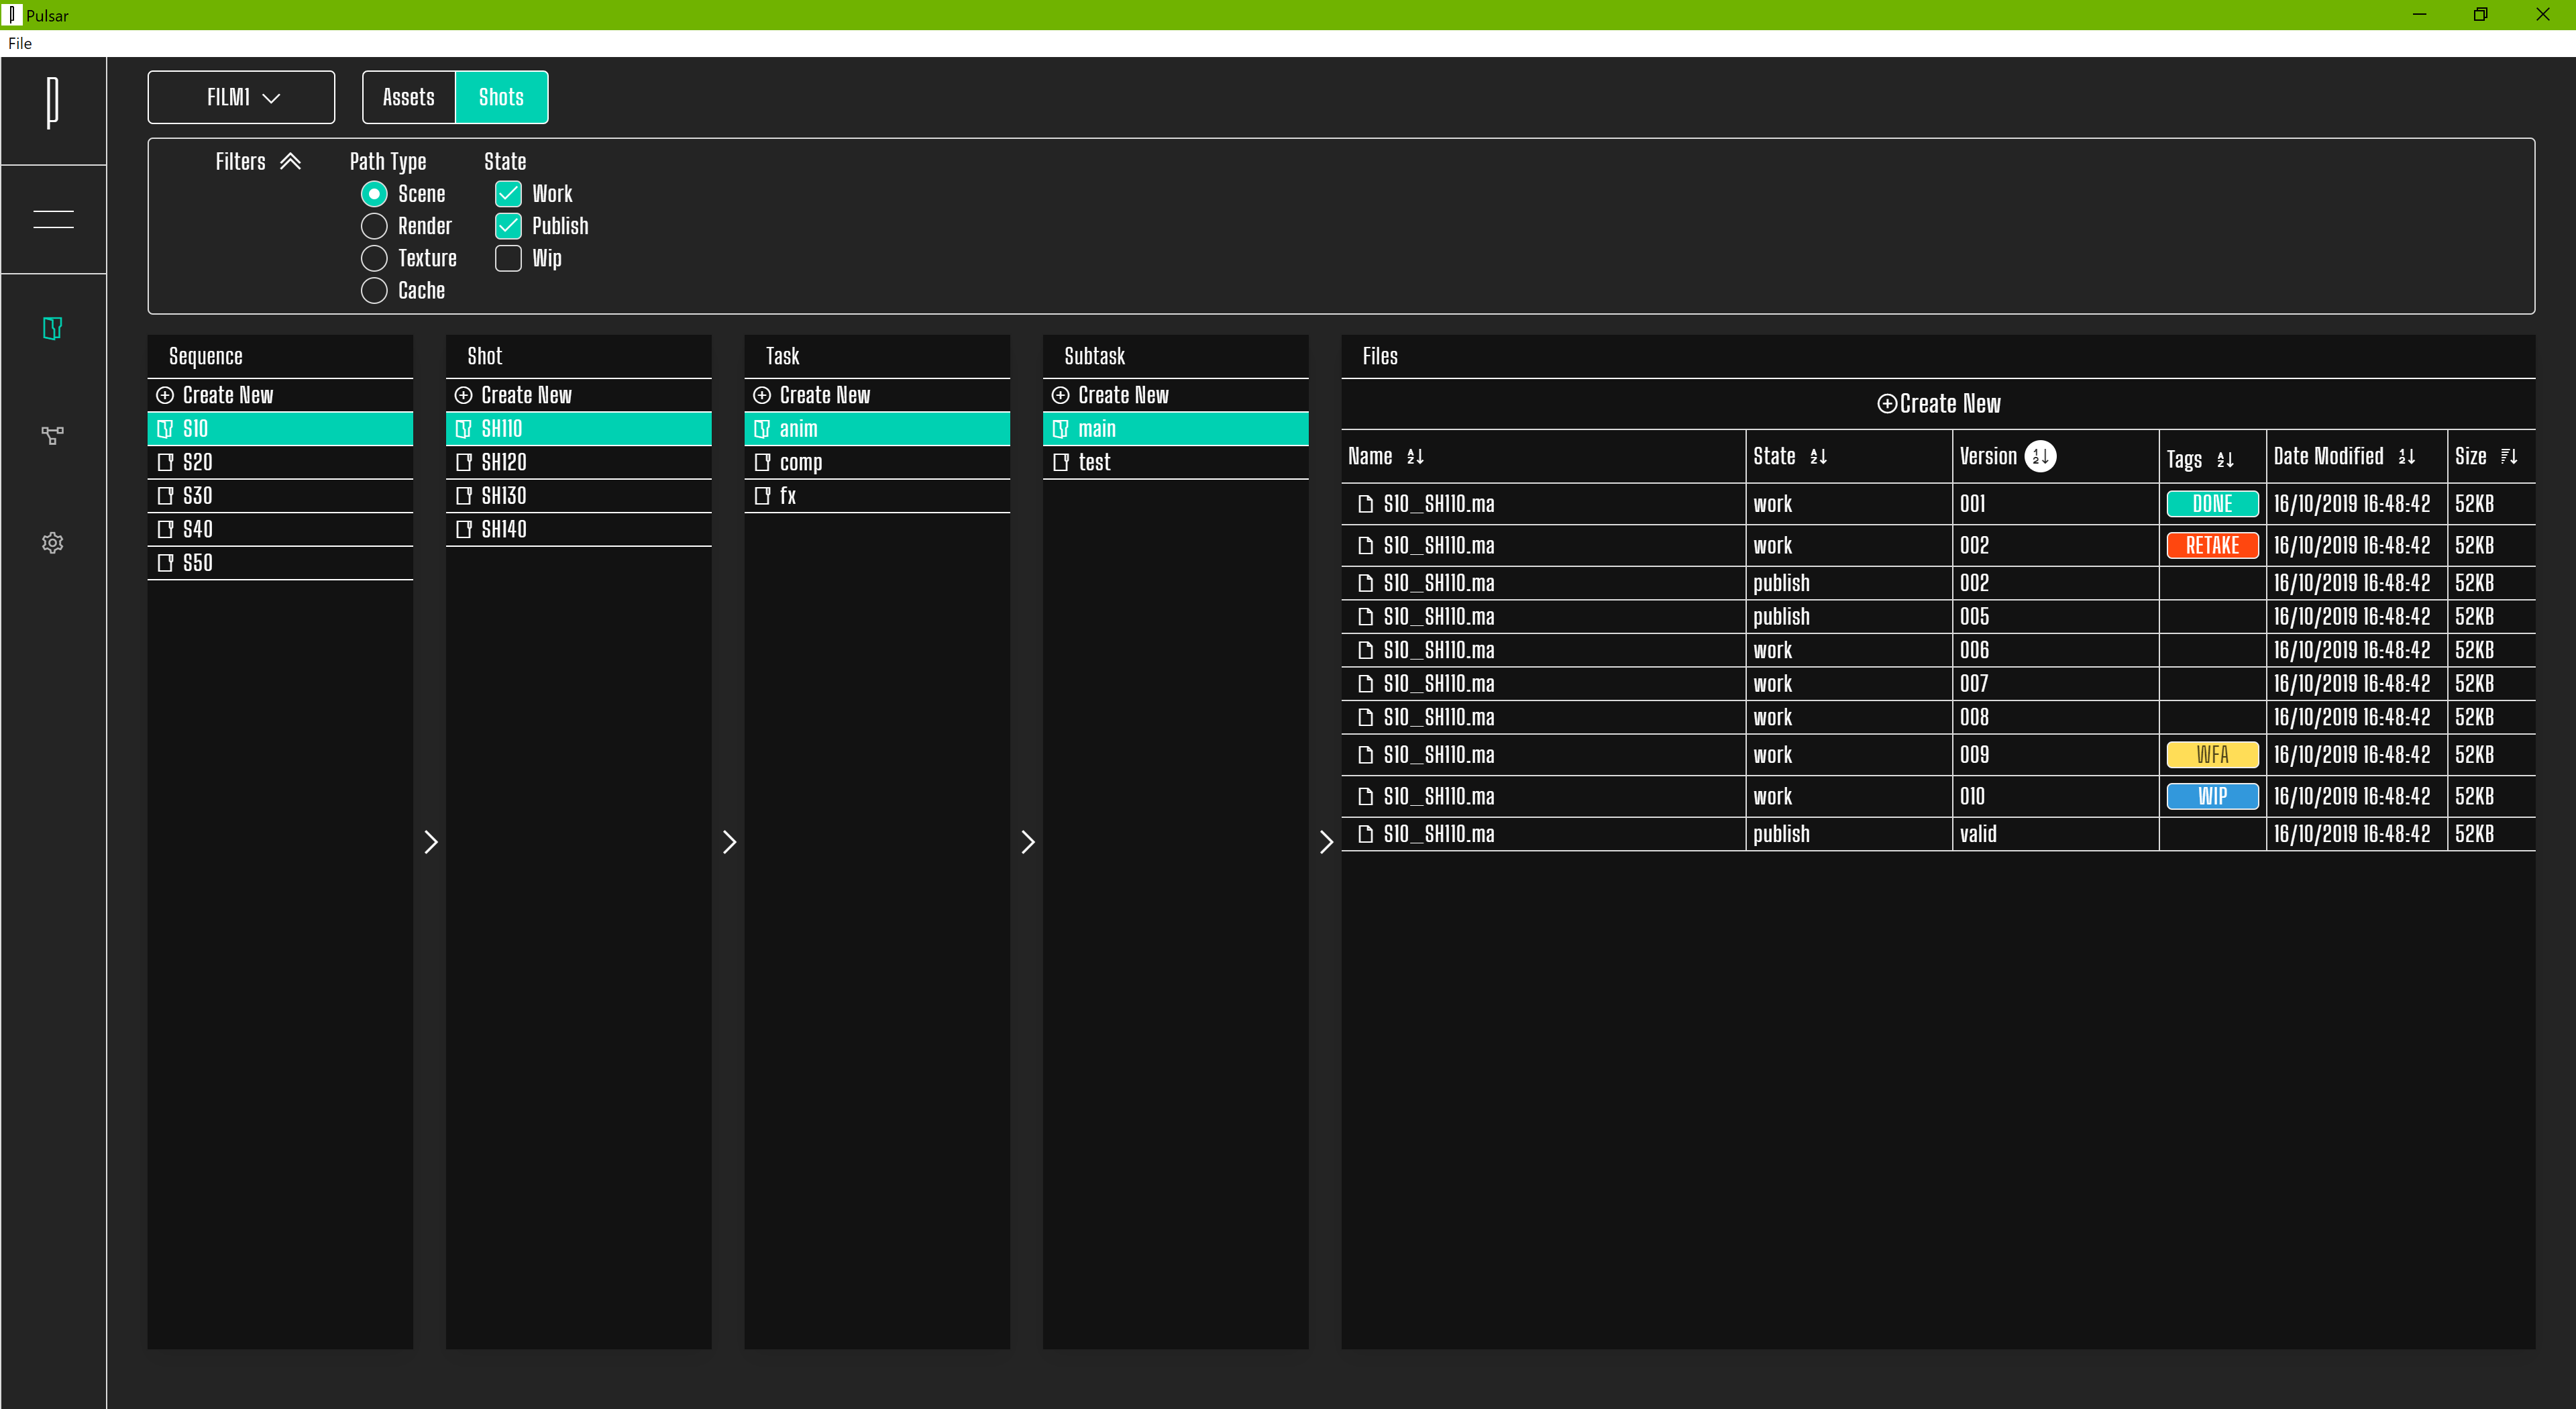 Pulsar
File
FILM1 Assets Shots
Filters Path Type State
Scene Work
Render Publish
Texture Wip
Cache
Sequence
Create New
S10
S20
S30
S40
S50
Shot
Create New
SH110
SH120
SH130
SH140
Task
Create New
anim
comp
fx
Subtask
Create New
main
test
Files
Create New
Name State Version Tags Date Modified Size
S10_SH110.ma work 001 DONE 16/10/2019 16:48:42 52KB
S10_SH110.ma work 002 RETAKE 16/10/2019 16:48:42 52KB
S10_SH110.ma publish 002 16/10/2019 16:48:42 52KB
S10_SH110.ma publish 005 16/10/2019 16:48:42 52KB
S10_SH110.ma work 006 16/10/2019 16:48:42 52KB
S10_SH110.ma work 007 16/10/2019 16:48:42 52KB
S10_SH110.ma work 008 16/10/2019 16:48:42 52KB
S10_SH110.ma work 009 WFA 16/10/2019 16:48:42 52KB
S10_SH110.ma work 010 WIP 16/10/2019 16:48:42 52KB
S10_SH110.ma publish valid 16/10/2019 16:48:42 52KB